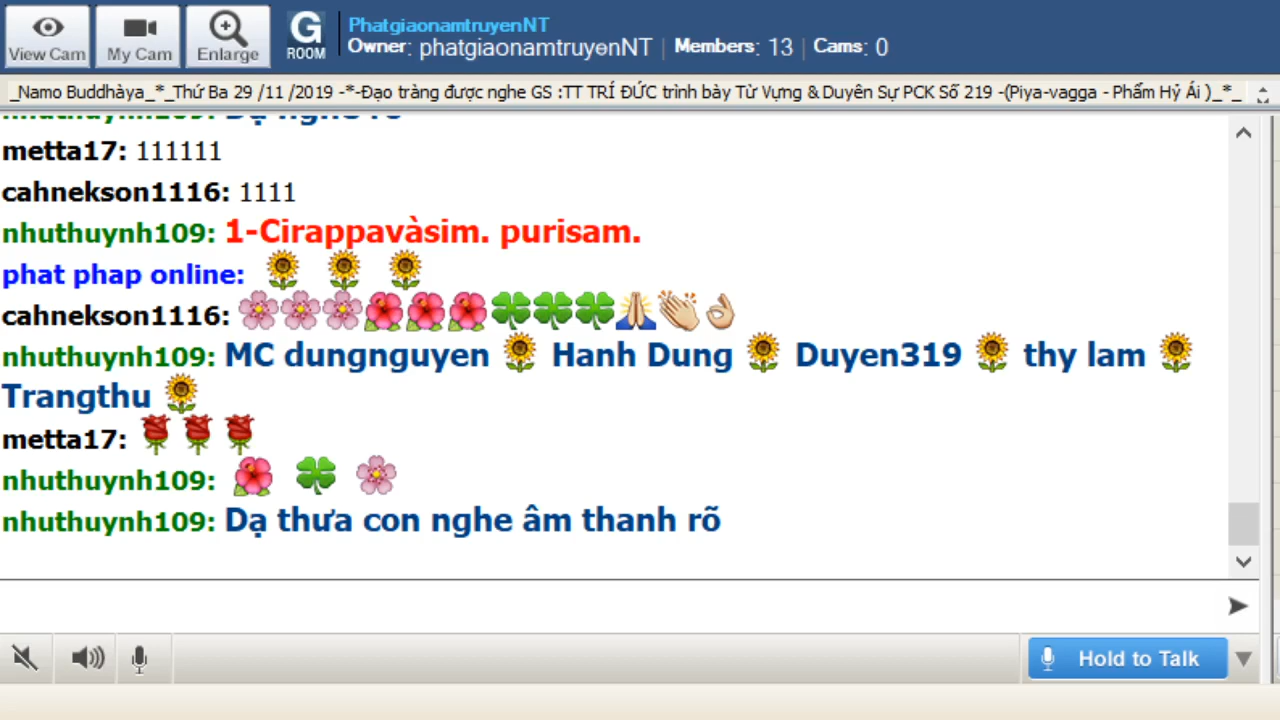 View Cam
My Cam
Enlarge
G
ROOM
PhatgiaonamtruyenNT
Owner: phatgiaonamtruyenNT | Members: 13 | Cams: 0
_Namo Buddhàya_*_Thứ Ba 29 /11 /2019 -*-Đạo tràng được nghe GS :TT TRÍ ĐỨC trình bày Từ Vựng & Duyên Sự PCK Số 219 -(Piya-vagga - Phẩm Hỷ Ái )_*_
metta17: 111111
cahnekson1116: 1111
nhuthuynh109: 1-Cirappavàsim. purisam.
phat phap online: 🌻 🌻 🌻
cahnekson1116: 🌸🌸🌸🌺🌺🌺🍀🍀🍀🙏👏👌
nhuthuynh109: MC dungnguyen 🌻 Hanh Dung 🌻 Duyen319 🌻 thy lam 🌻
Trangthu 🌻
metta17: 🌹🌹🌹
nhuthuynh109: 🌺 🍀 🌸
nhuthuynh109: Dạ thưa con nghe âm thanh rõ
Hold to Talk